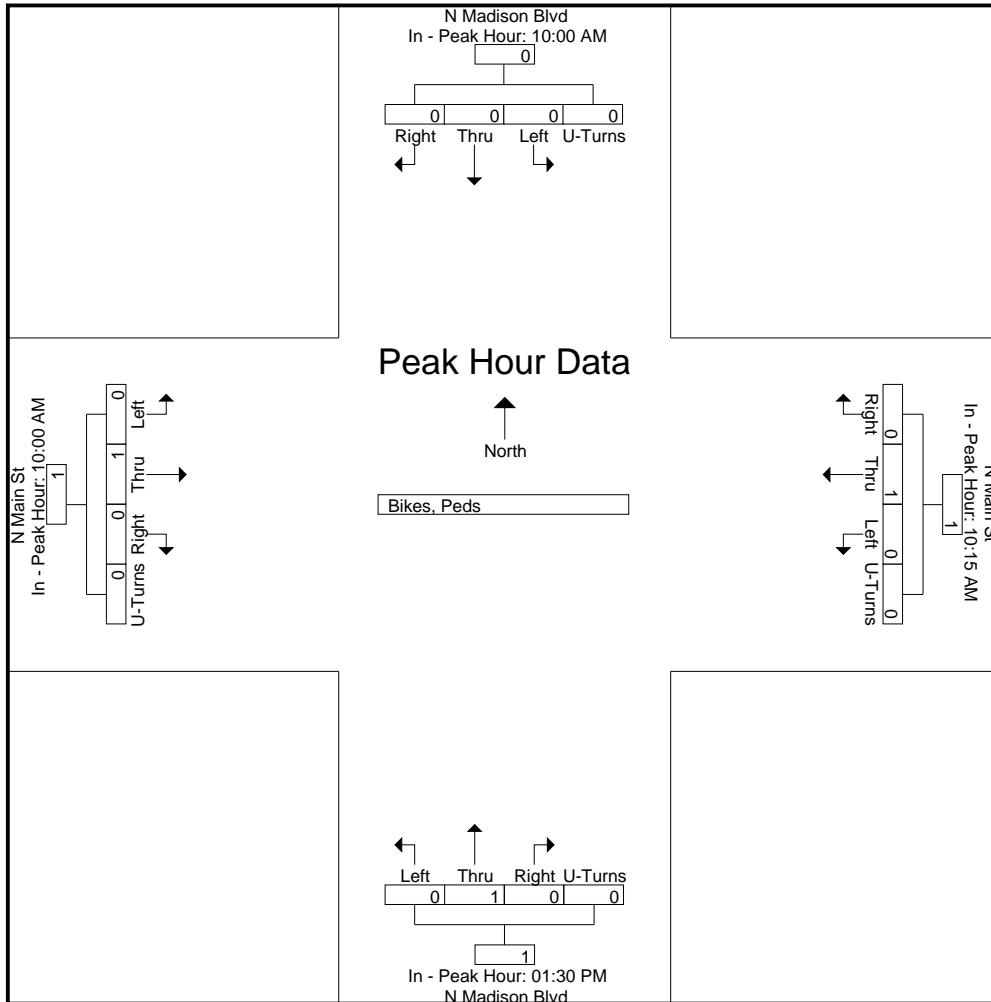 N Madison Blvd
In - Peak Hour: 10:00 AM
0
0 0 0 0
Right Thru Left U-Turns
Peak Hour Data
North
Bikes, Peds
N Main St
In - Peak Hour: 10:00 AM
1
0 1 0 0
Left Thru Right U-Turns
N Main St
In - Peak Hour: 10:15 AM
1
0 1 0 0
Right Thru Left U-Turns
Left Thru Right U-Turns
0 1 0 0
1
In - Peak Hour: 01:30 PM
N Madison Blvd